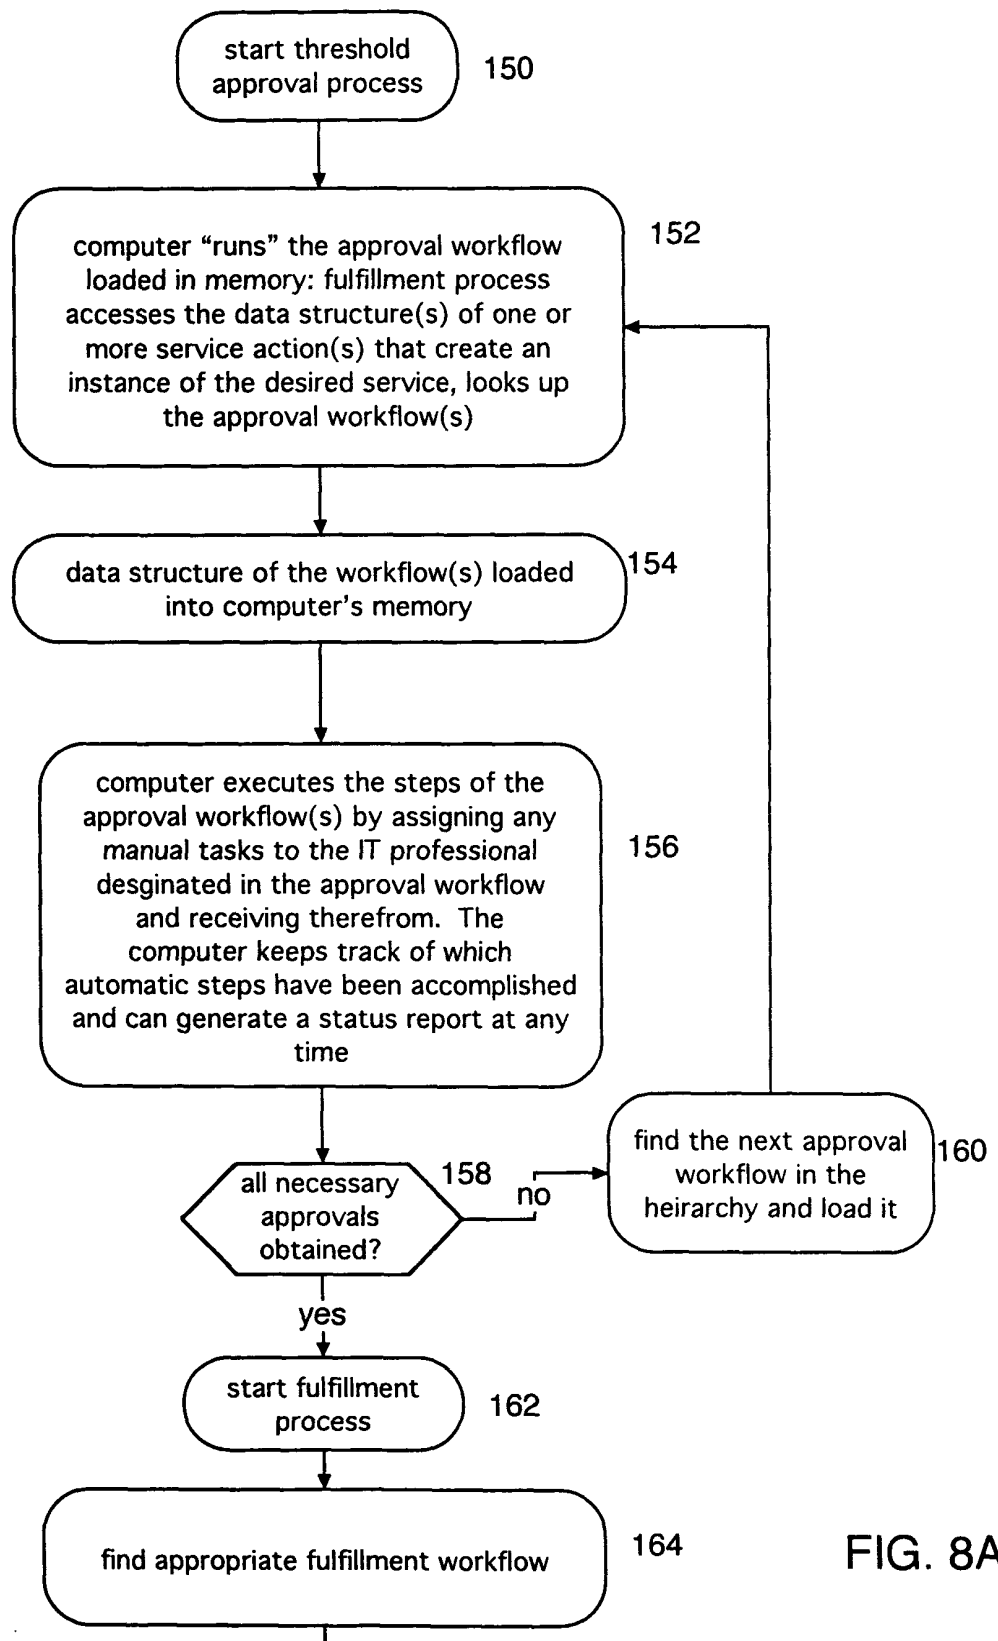 start threshold
approval process
150
computer “runs” the approval workflow
loaded in memory: fulfillment process
accesses the data structure(s) of one or
more service action(s) that create an
instance of the desired service, looks up
the approval workflow(s)
152
data structure of the workflow(s) loaded
into computer’s memory
154
computer executes the steps of the
approval workflow(s) by assigning any
manual tasks to the IT professional
desginated in the approval workflow
and receiving therefrom. The
computer keeps track of which
automatic steps have been accomplished
and can generate a status report at any
time
156
all necessary
approvals
obtained?
158
no
find the next approval
workflow in the
heirarchy and load it
160
yes
start fulfillment
process
162
find appropriate fulfillment workflow
164
FIG. 8A